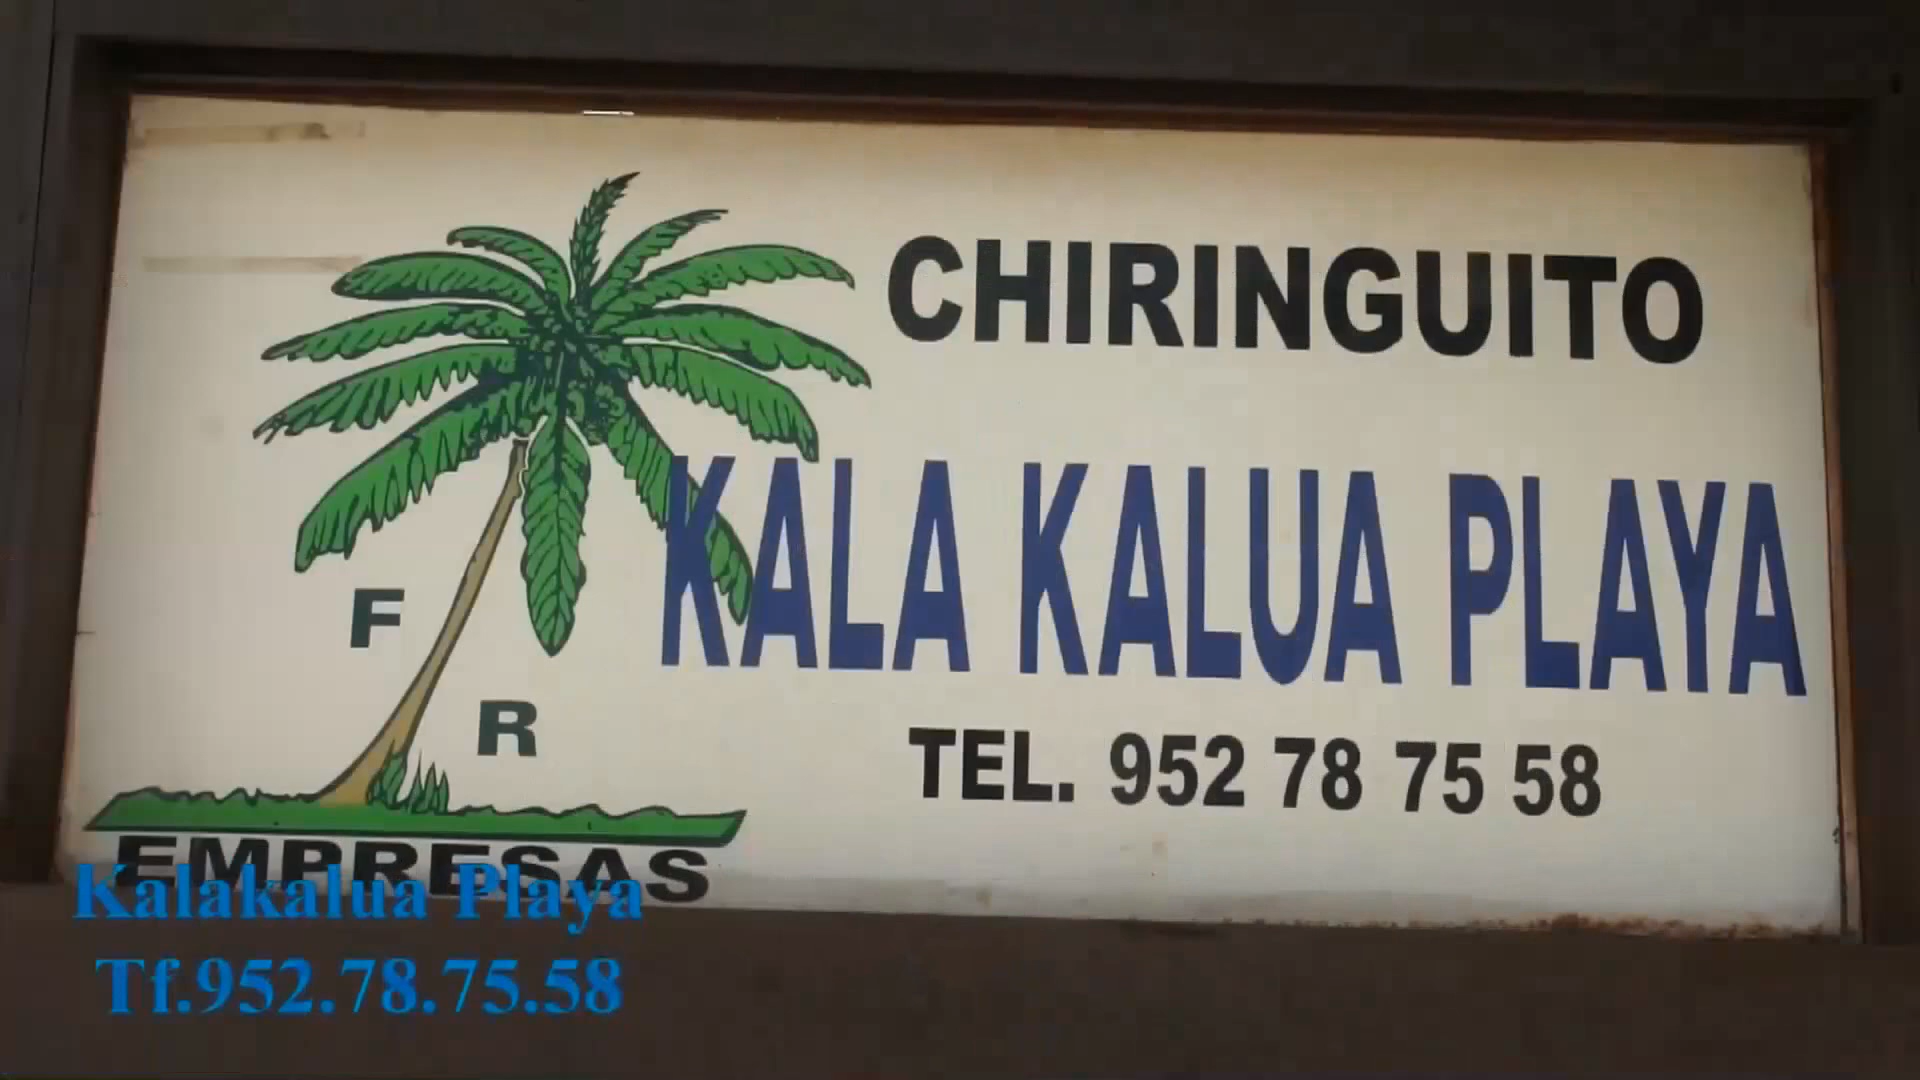 CHIRINGUITO
KALA KALUA PLAYA
F
R
TEL. 952 78 75 58
EMPRESAS
Kalakalua Playa
Tf.952.78.75.58